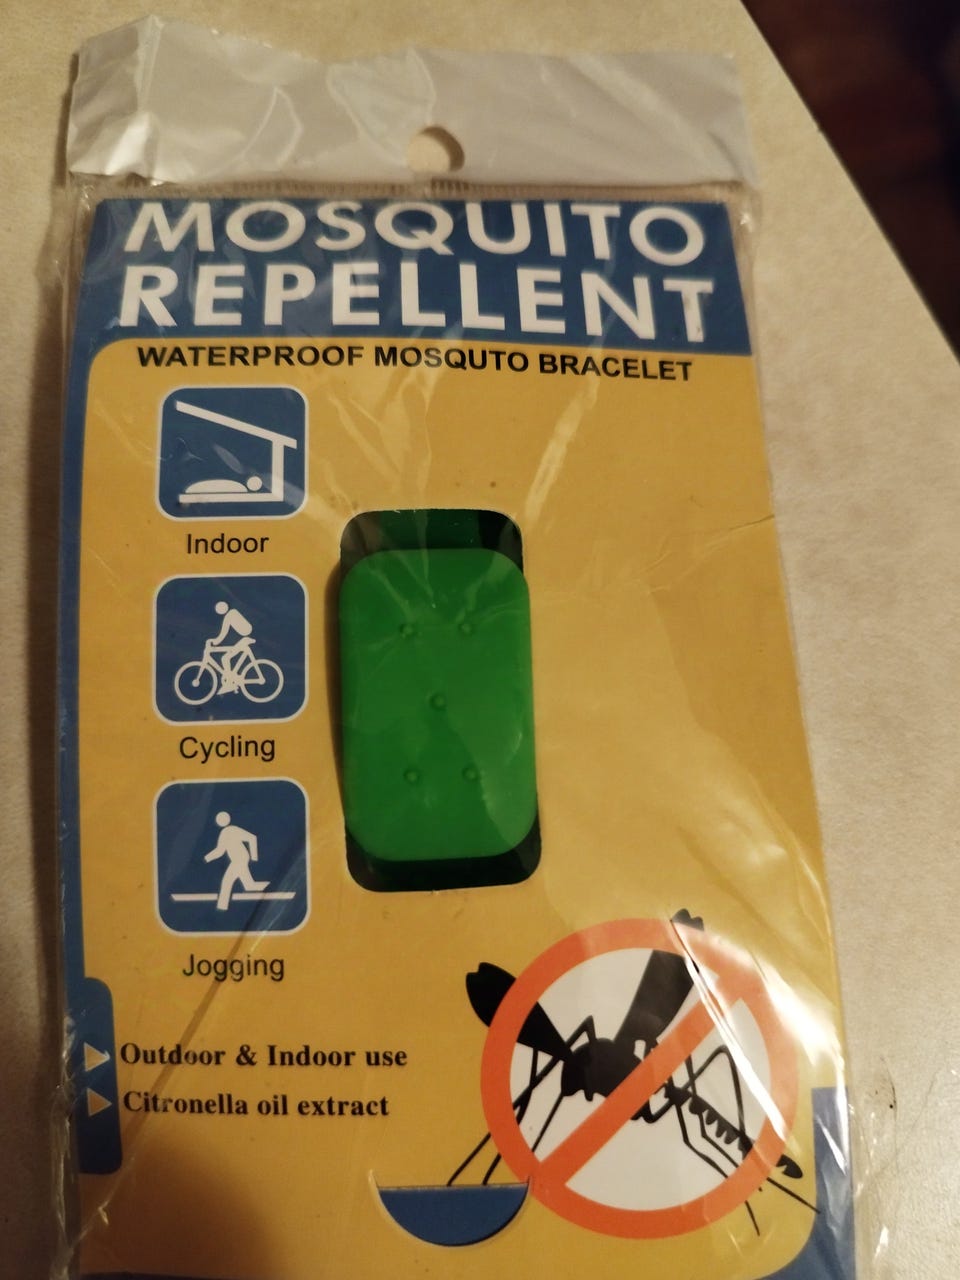 MOSQUITO
REPELLENT
WATERPROOF MOSQUTO BRACELET
Indoor
Cycling
Jogging
Outdoor & Indoor use
Citronella oil extract